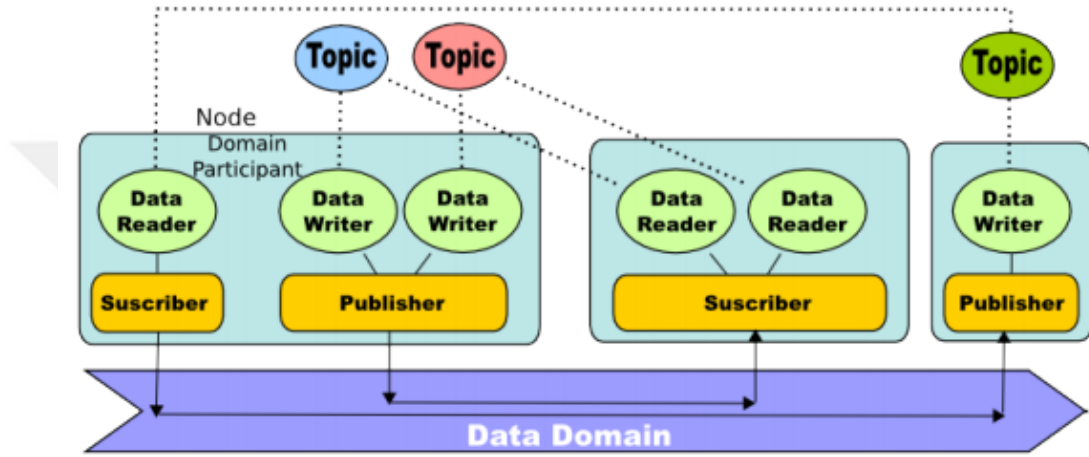 Topic
Topic
Topic
Node
Domain
Participant
Data
Reader
Data
Writer
Data
Writer
Data
Reader
Data
Reader
Data
Writer
Suscriber
Publisher
Suscriber
Publisher
Data Domain